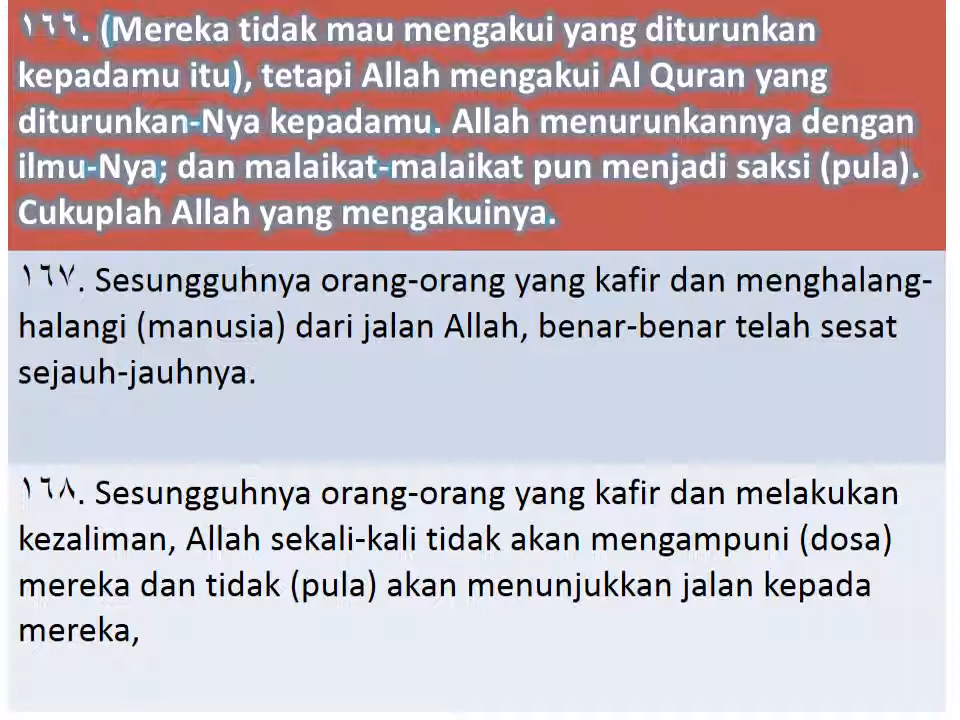 ١٦٦. (Mereka tidak mau mengakui yang diturunkan
kepadamu itu), tetapi Allah mengakui Al Quran yang
diturunkan-Nya kepadamu. Allah menurunkannya dengan
ilmu-Nya; dan malaikat-malaikat pun menjadi saksi (pula).
Cukuplah Allah yang mengakuinya.
١٦٧. Sesungguhnya orang-orang yang kafir dan menghalang-
halangi (manusia) dari jalan Allah, benar-benar telah sesat
sejauh-jauhnya.
١٦٨. Sesungguhnya orang-orang yang kafir dan melakukan
kezaliman, Allah sekali-kali tidak akan mengampuni (dosa)
mereka dan tidak (pula) akan menunjukkan jalan kepada
mereka,